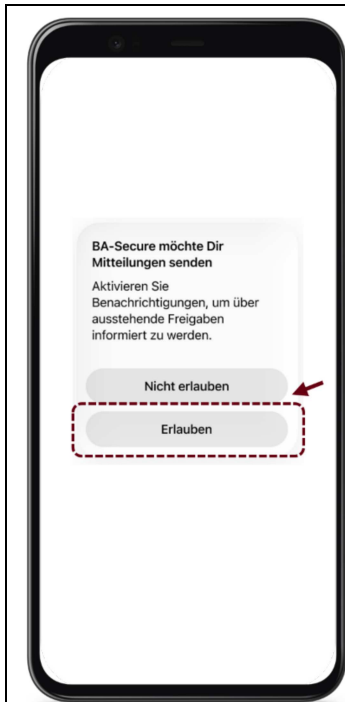 BA-Secure möchte Dir
Mitteilungen senden
Aktivieren Sie
Benachrichtigungen, um über
ausstehende Freigaben
informiert zu werden.
Nicht erlauben
Erlauben